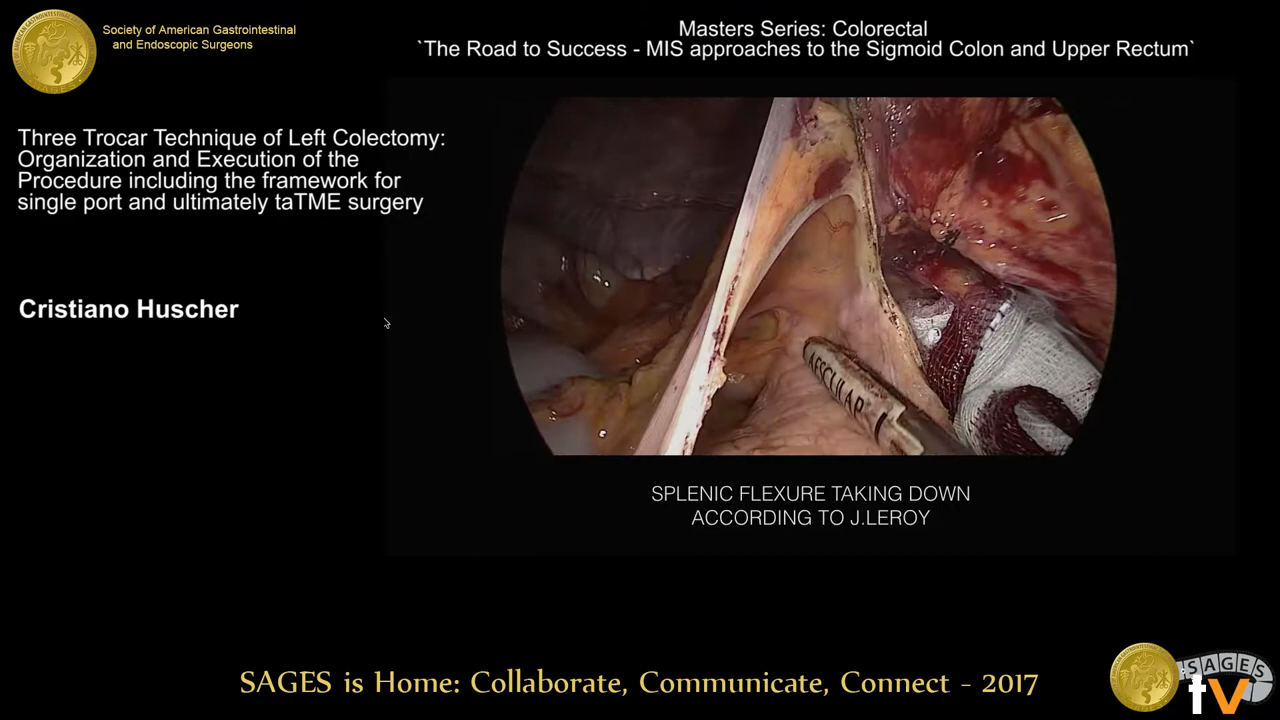 Society of American Gastrointestinal
and Endoscopic Surgeons
Masters Series: Colorectal
`The Road to Success - MIS approaches to the Sigmoid Colon and Upper Rectum`
Three Trocar Technique of Left Colectomy:
Organization and Execution of the
Procedure including the framework for
single port and ultimately taTME surgery
Cristiano Huscher
AESCULAP
SPLENIC FLEXURE TAKING DOWN
ACCORDING TO J.LEROY
SAGES is Home: Collaborate, Communicate, Connect - 2017
SAGES
tv